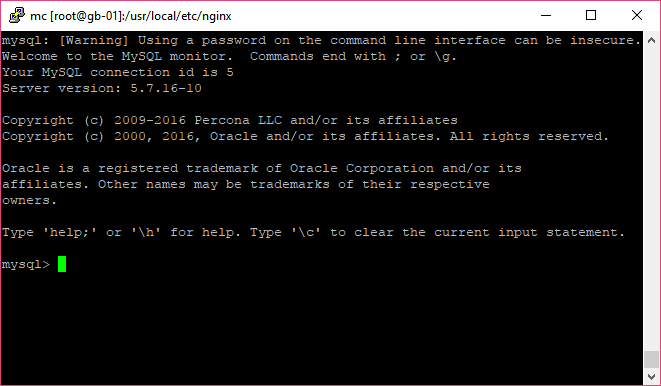 mc [root@gb-01]:/usr/local/etc/nginx
mysql: [Warning] Using a password on the command line interface can be insecure.
Welcome to the MySQL monitor.  Commands end with ; or \g.
Your MySQL connection id is 5
Server version: 5.7.16-10
Copyright (c) 2009-2016 Percona LLC and/or its affiliates
Copyright (c) 2000, 2016, Oracle and/or its affiliates. All rights reserved.
Oracle is a registered trademark of Oracle Corporation and/or its
affiliates. Other names may be trademarks of their respective
owners.
Type 'help;' or '\h' for help. Type '\c' to clear the current input statement.
mysql>